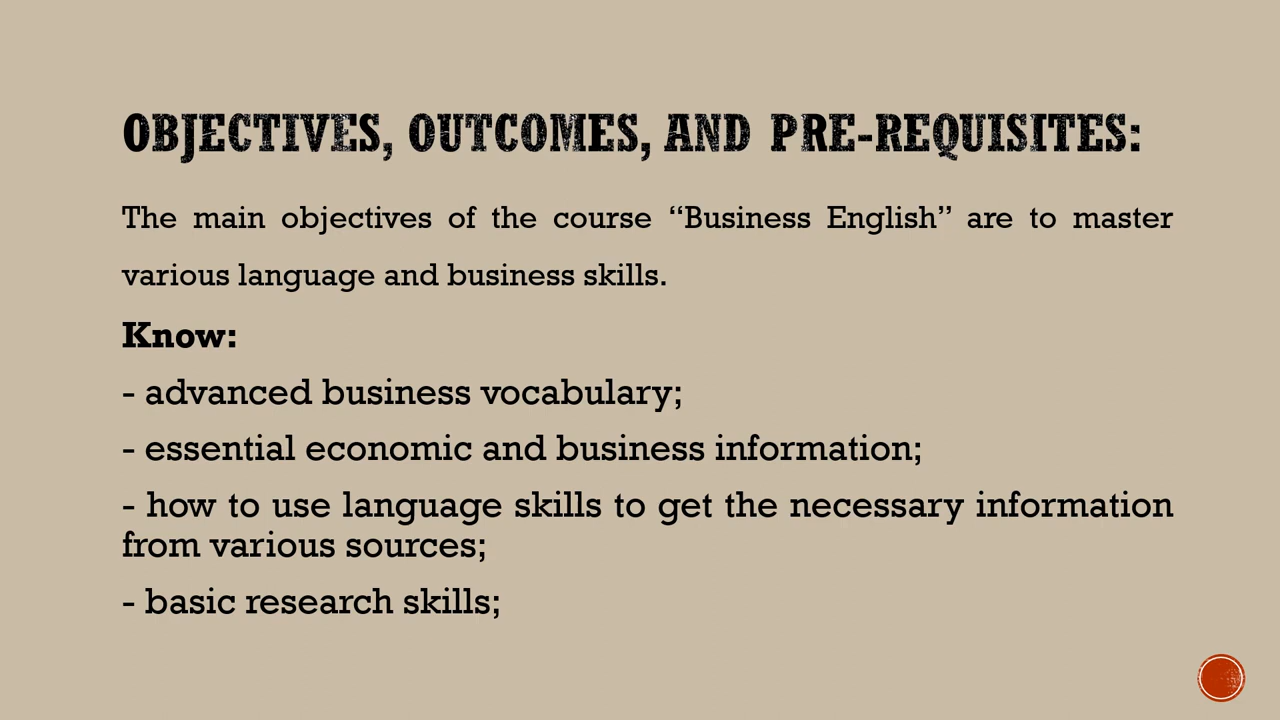 OBJECTIVES, OUTCOMES, AND PRE-REQUISITES:
The main objectives of the course “Business English” are to master
various language and business skills.
Know:
- advanced business vocabulary;
- essential economic and business information;
- how to use language skills to get the necessary information
from various sources;
- basic research skills;